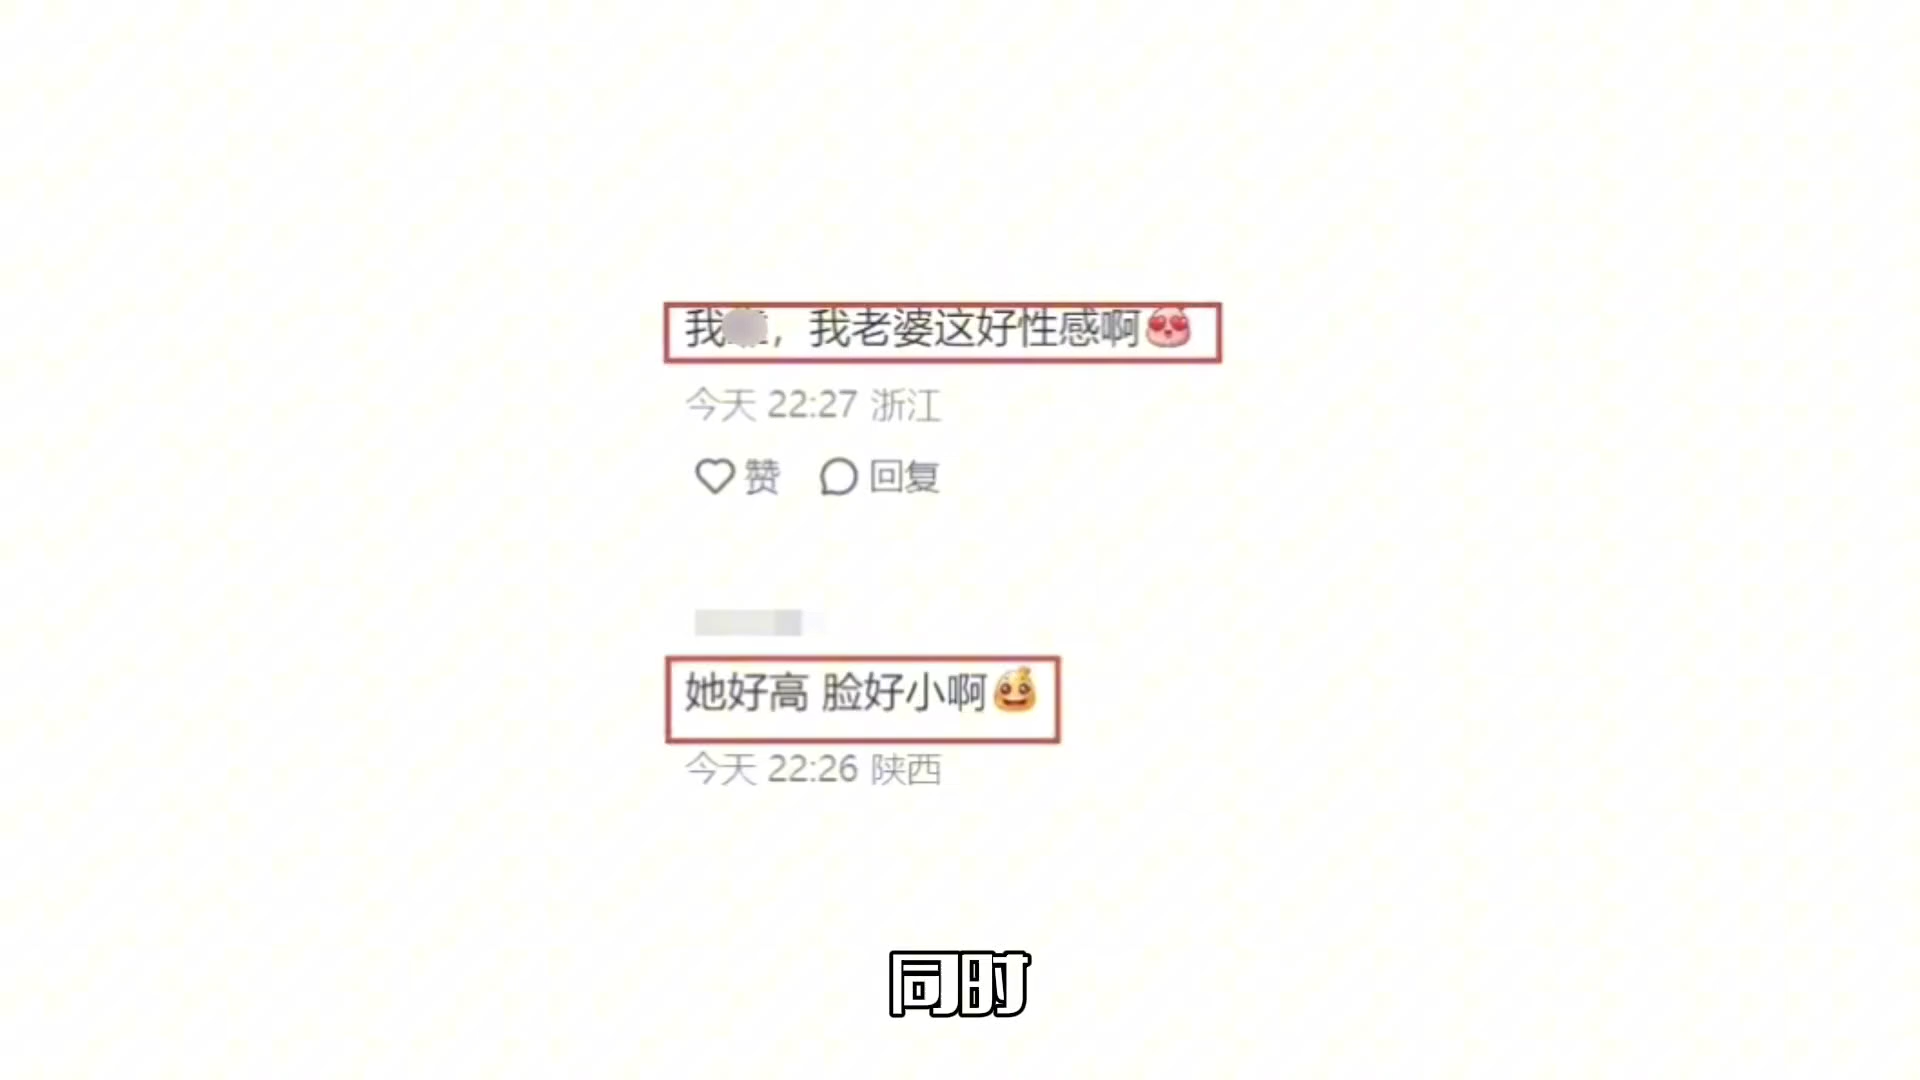 我，我老婆这好性感啊
今天 22:27 浙江
赞 回复
她好高 脸好小啊
今天 22:26 陕西
同时